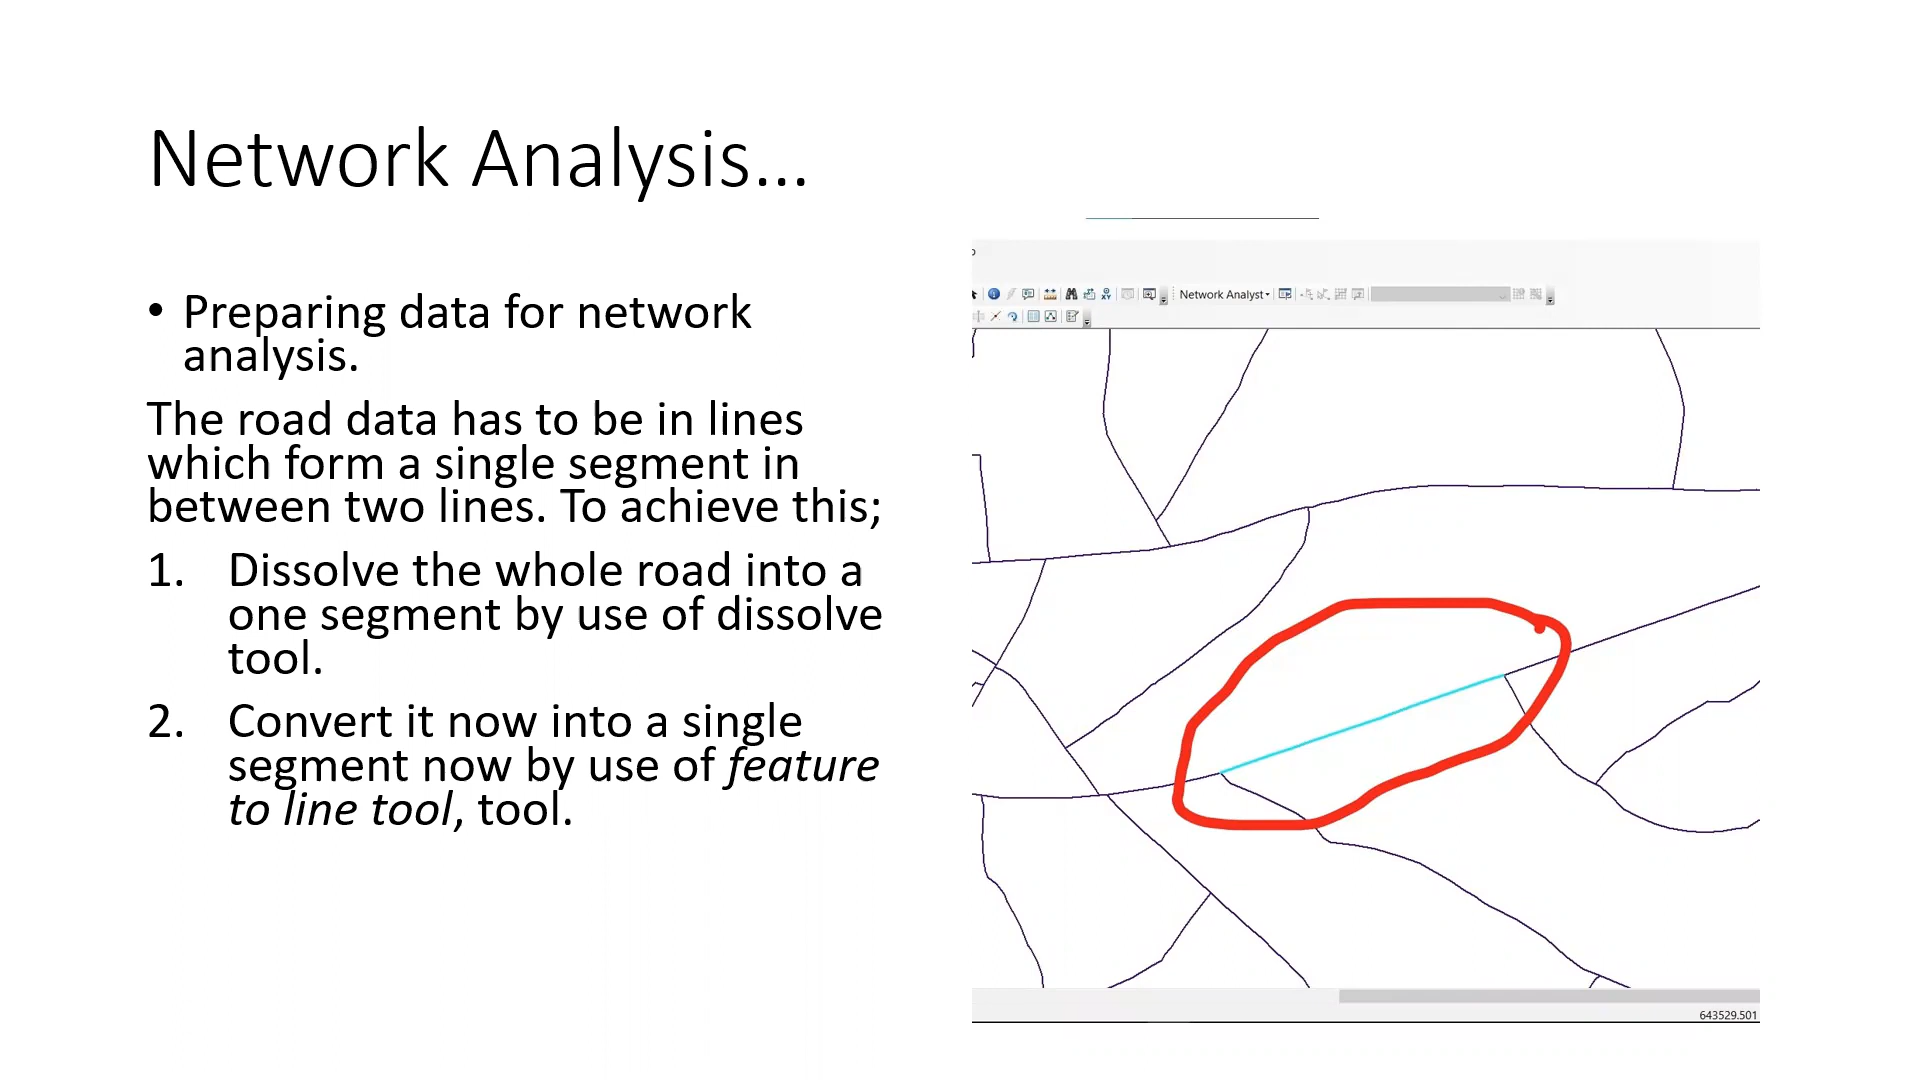 Network Analysis...
• Preparing data for network
analysis.
The road data has to be in lines
which form a single segment in
between two lines. To achieve this;
1. Dissolve the whole road into a
one segment by use of dissolve
tool.
2. Convert it now into a single
segment now by use of feature
to line tool, tool.
Network Analyst
643529.501